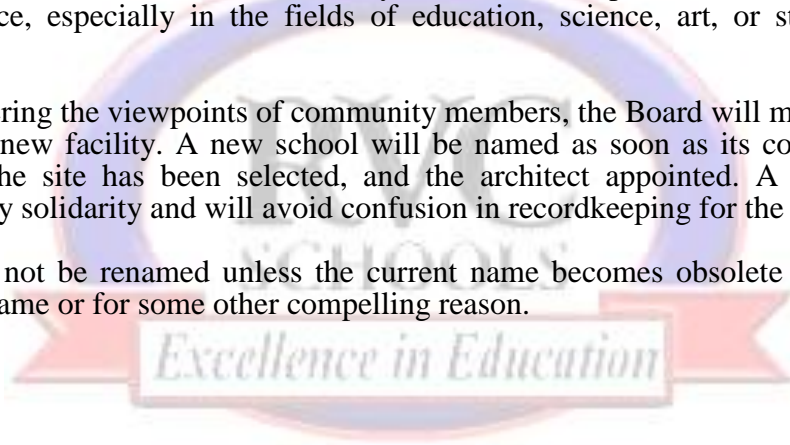 ce, especially in the fields of education, science, art, or st
ring the viewpoints of community members, the Board will m
new facility. A new school will be named as soon as its co
he site has been selected, and the architect appointed. A
y solidarity and will avoid confusion in recordkeeping for the
not be renamed unless the current name becomes obsolete
ame or for some other compelling reason.
RVC
SCHOOLS
Excellence in Education